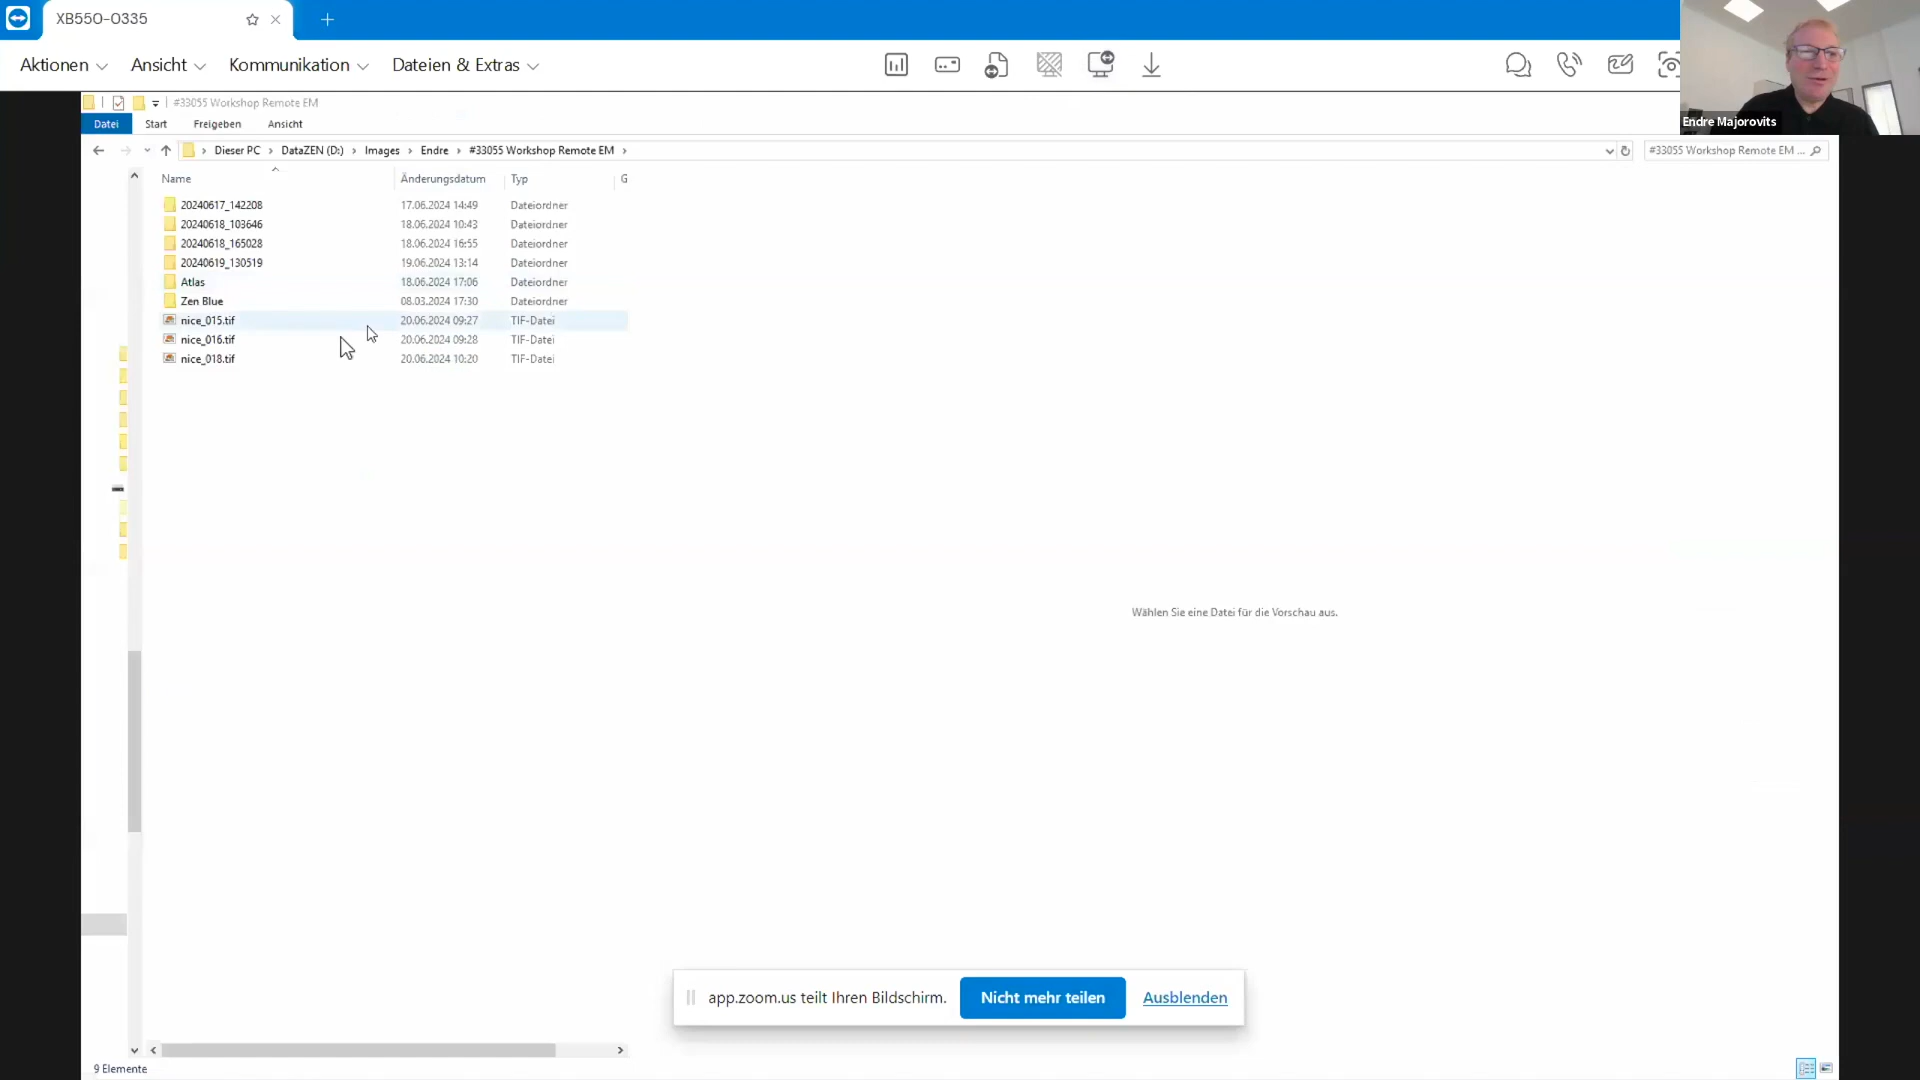 XB550-0335
Aktionen Ansicht Kommunikation Dateien & Extras
Endre Majorovits
#33055 Workshop Remote EM
Datei Start Freigeben Ansicht
Dieser PC > DataZEN (D:) > Images > Endre > #33055 Workshop Remote EM >
#33055 Workshop Remote EM ...
Name Änderungsdatum Typ G
20240617_142208 17.06.2024 14:49 Dateiordner
20240618_103646 18.06.2024 10:43 Dateiordner
20240618_165028 18.06.2024 16:55 Dateiordner
20240619_130519 19.06.2024 13:14 Dateiordner
Atlas 18.06.2024 17:06 Dateiordner
Zen Blue 08.03.2024 17:30 Dateiordner
nice_015.tif 20.06.2024 09:27 TIF-Datei
nice_016.tif 20.06.2024 09:28 TIF-Datei
nice_018.tif 20.06.2024 10:20 TIF-Datei
Wählen Sie eine Datei für die Vorschau aus.
app.zoom.us teilt Ihren Bildschirm. Nicht mehr teilen Ausblenden
9 Elemente